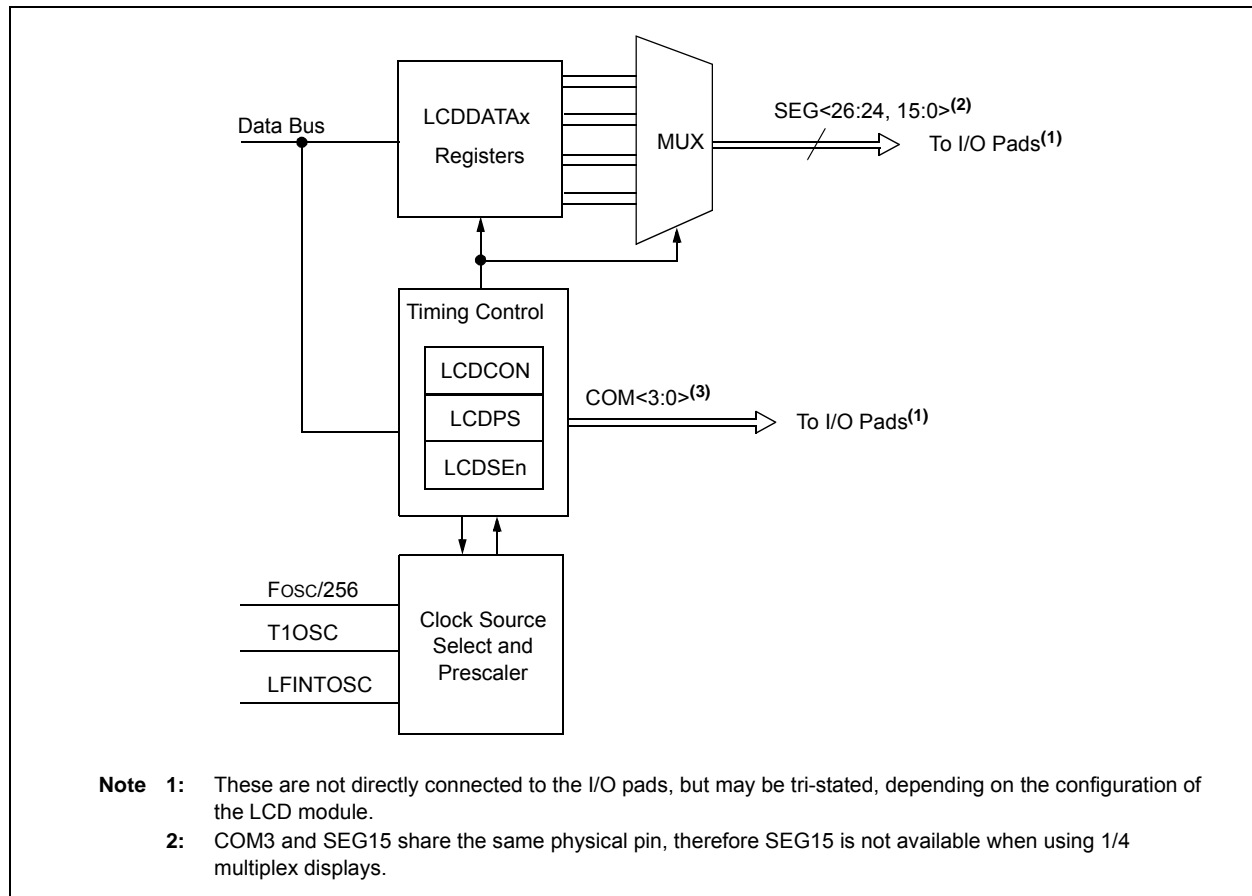 LCDDATAx
Registers
MUX
Data Bus
SEG<26:24, 15:0>(2)
To I/O Pads(1)
Timing Control
LCDCON
LCDPS
LCDSEn
COM<3:0>(3)
To I/O Pads(1)
FOSC/256
T1OSC
LFINTOSC
Clock Source
Select and
Prescaler
Note 1: These are not directly connected to the I/O pads, but may be tri-stated, depending on the configuration of
the LCD module.
2: COM3 and SEG15 share the same physical pin, therefore SEG15 is not available when using 1/4
multiplex displays.